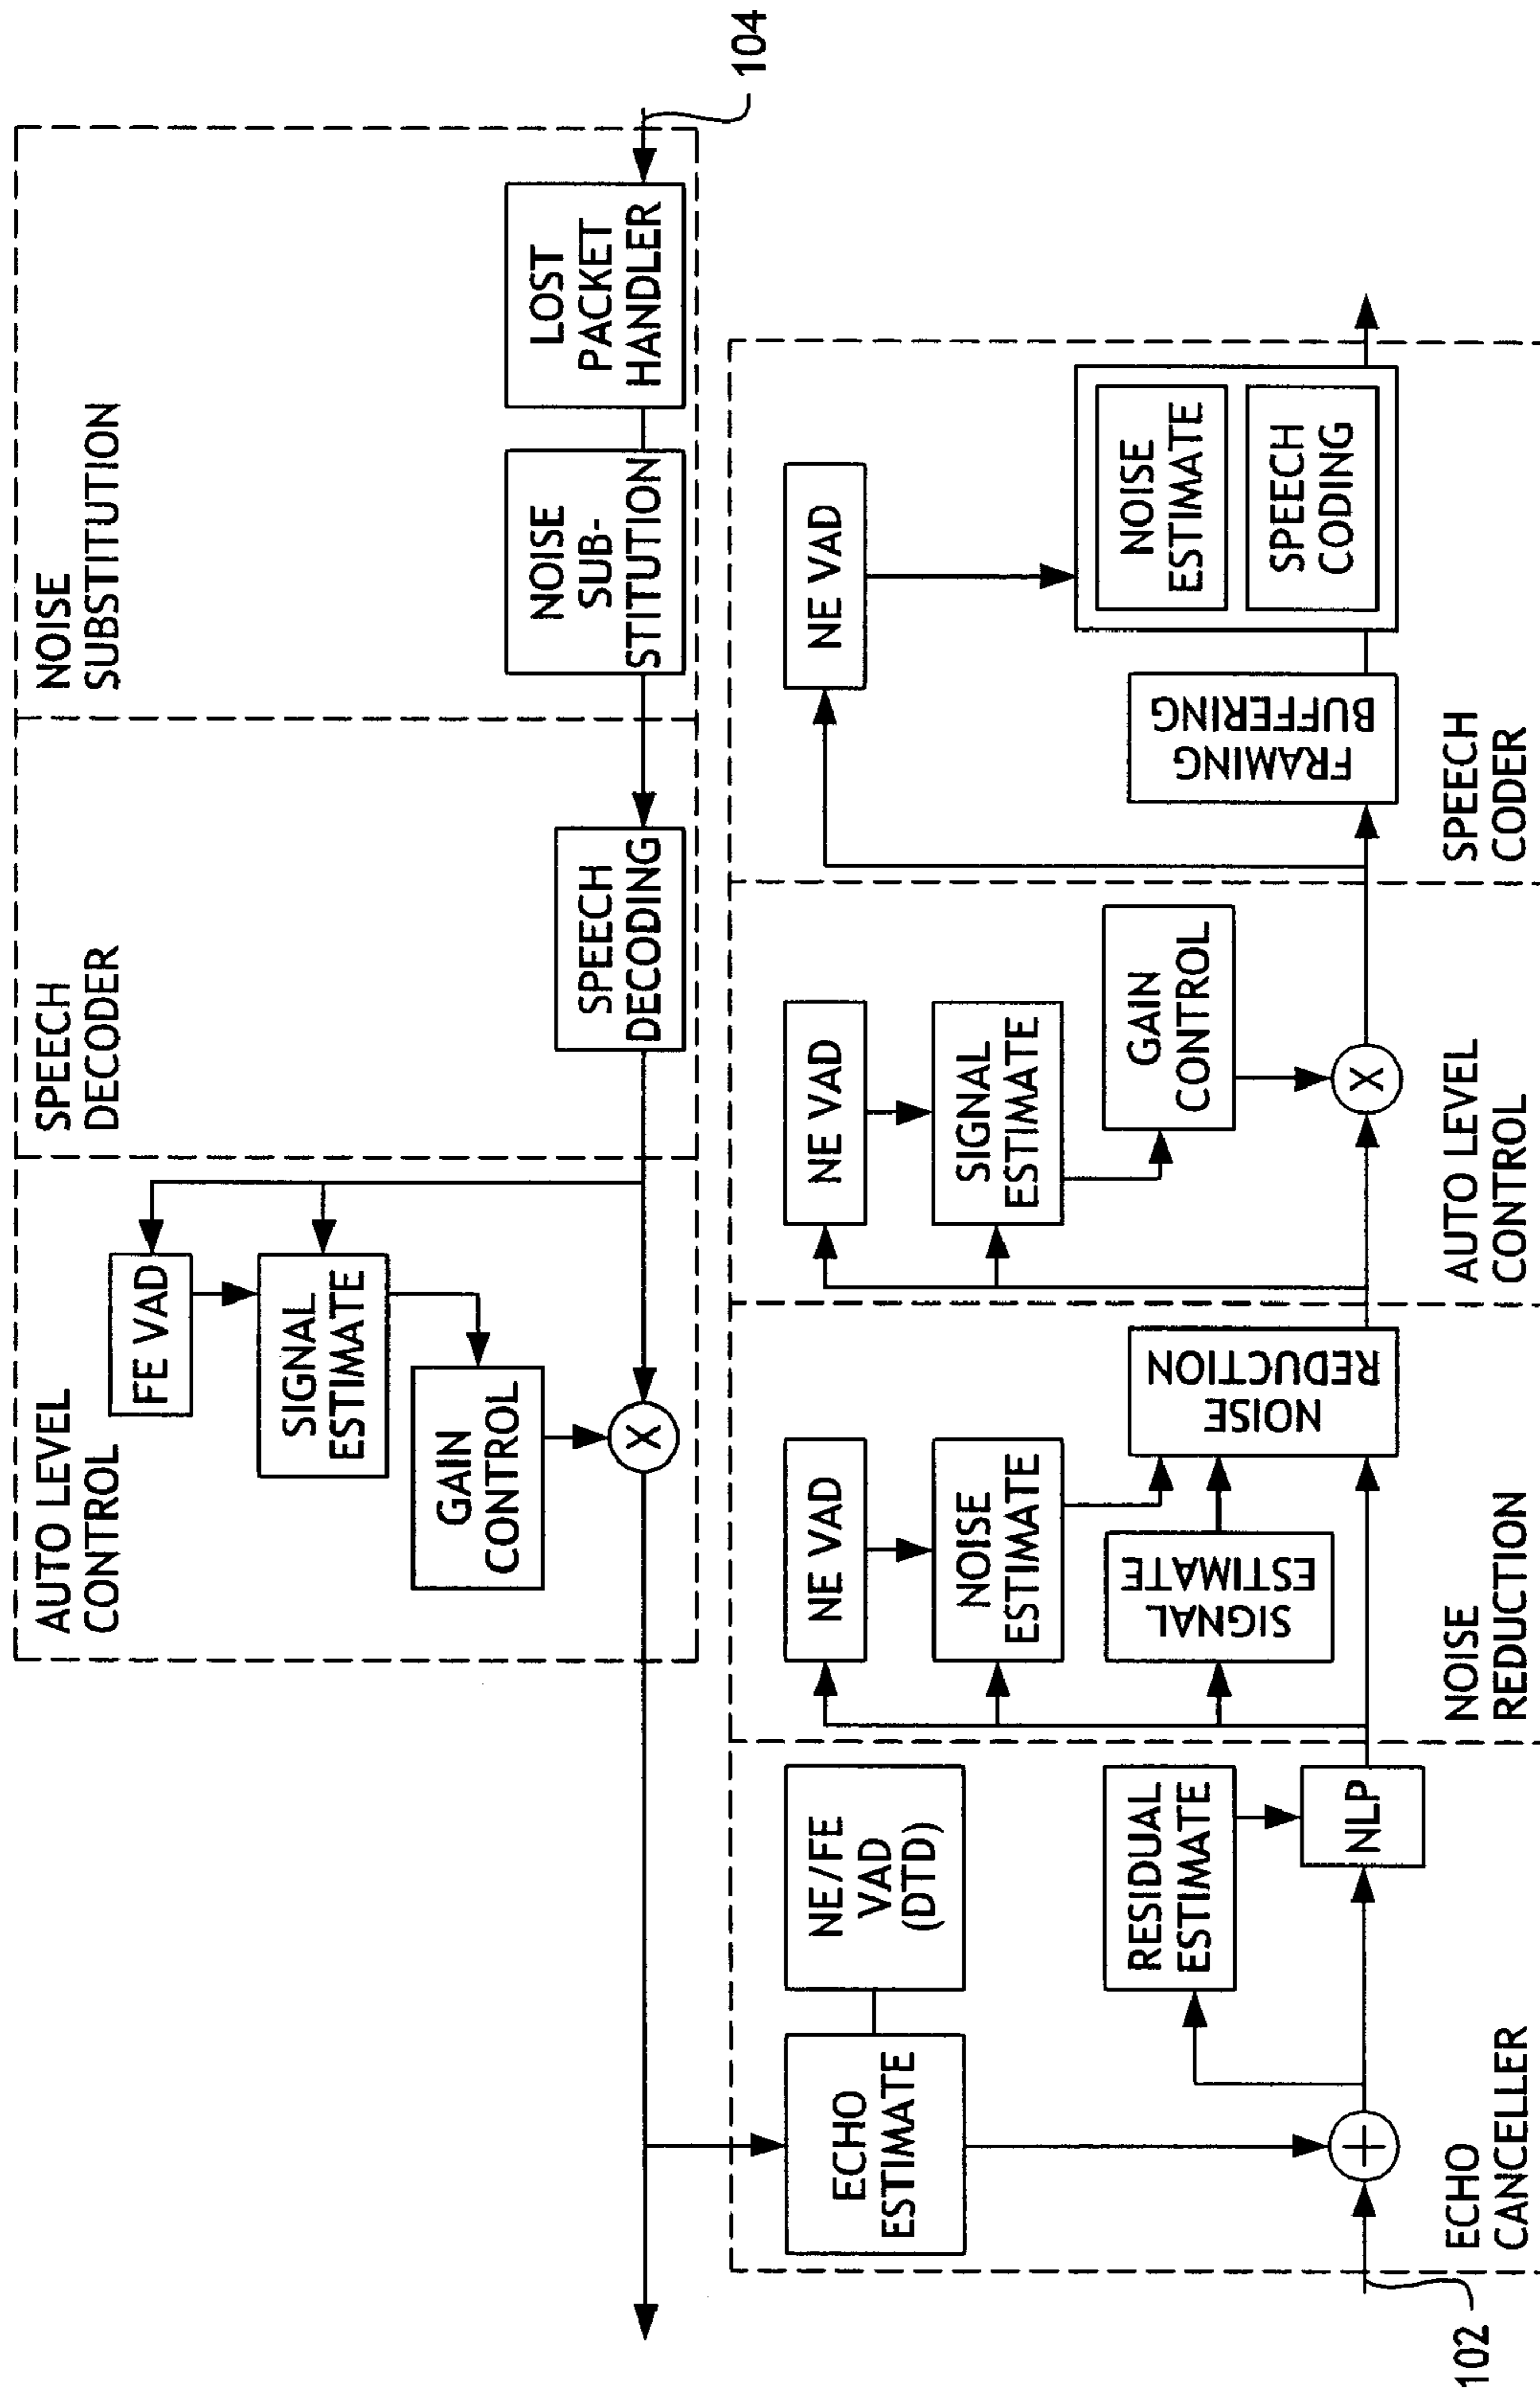 AUTO LEVEL
CONTROL
SPEECH
DECODER
NOISE
SUBSTITUTION
FE VAD
SIGNAL
ESTIMATE
GAIN
CONTROL
X
SPEECH
DECODING
NOISE
SUB-
STITUTION
LOST
PACKET
HANDLER
104
NE/FE
VAD
(DTD)
ECHO
ESTIMATE
RESIDUAL
ESTIMATE
NLP
+
102
ECHO
CANCELLER
NE VAD
NOISE
ESTIMATE
SIGNAL
ESTIMATE
NOISE
REDUCTION
NOISE
REDUCTION
NE VAD
SIGNAL
ESTIMATE
GAIN
CONTROL
X
AUTO LEVEL
CONTROL
NE VAD
FRAMING
BUFFERING
NOISE
ESTIMATE
SPEECH
CODING
SPEECH
CODER